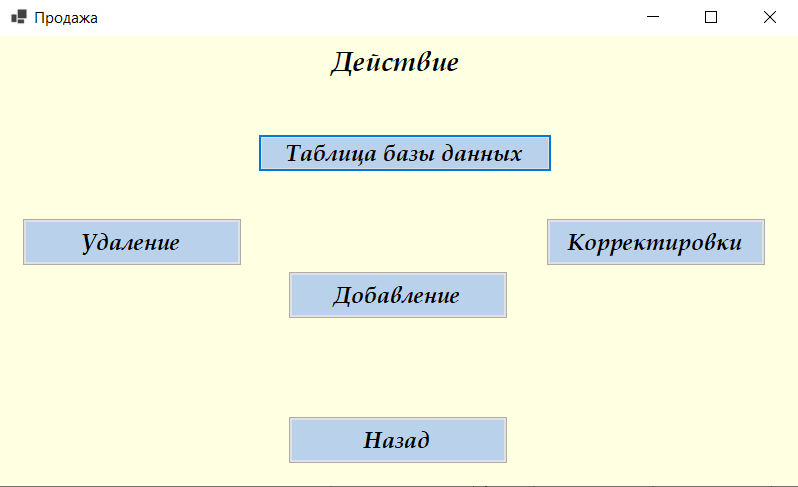 Продажа
Действие
Таблица базы данных
Удаление
Корректировки
Добавление
Назад